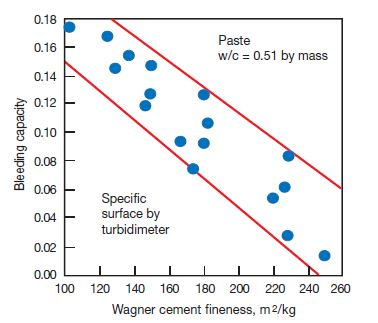 0.18
0.16
0.14
0.12
0.10
0.08
0.06
0.04
0.02
0.00
Bleeding capacity
Paste
w/c = 0.51 by mass
Specific
surface by
turbidimeter
100 120 140 160 180 200 220 240 260
Wagner cement fineness, m2/kg